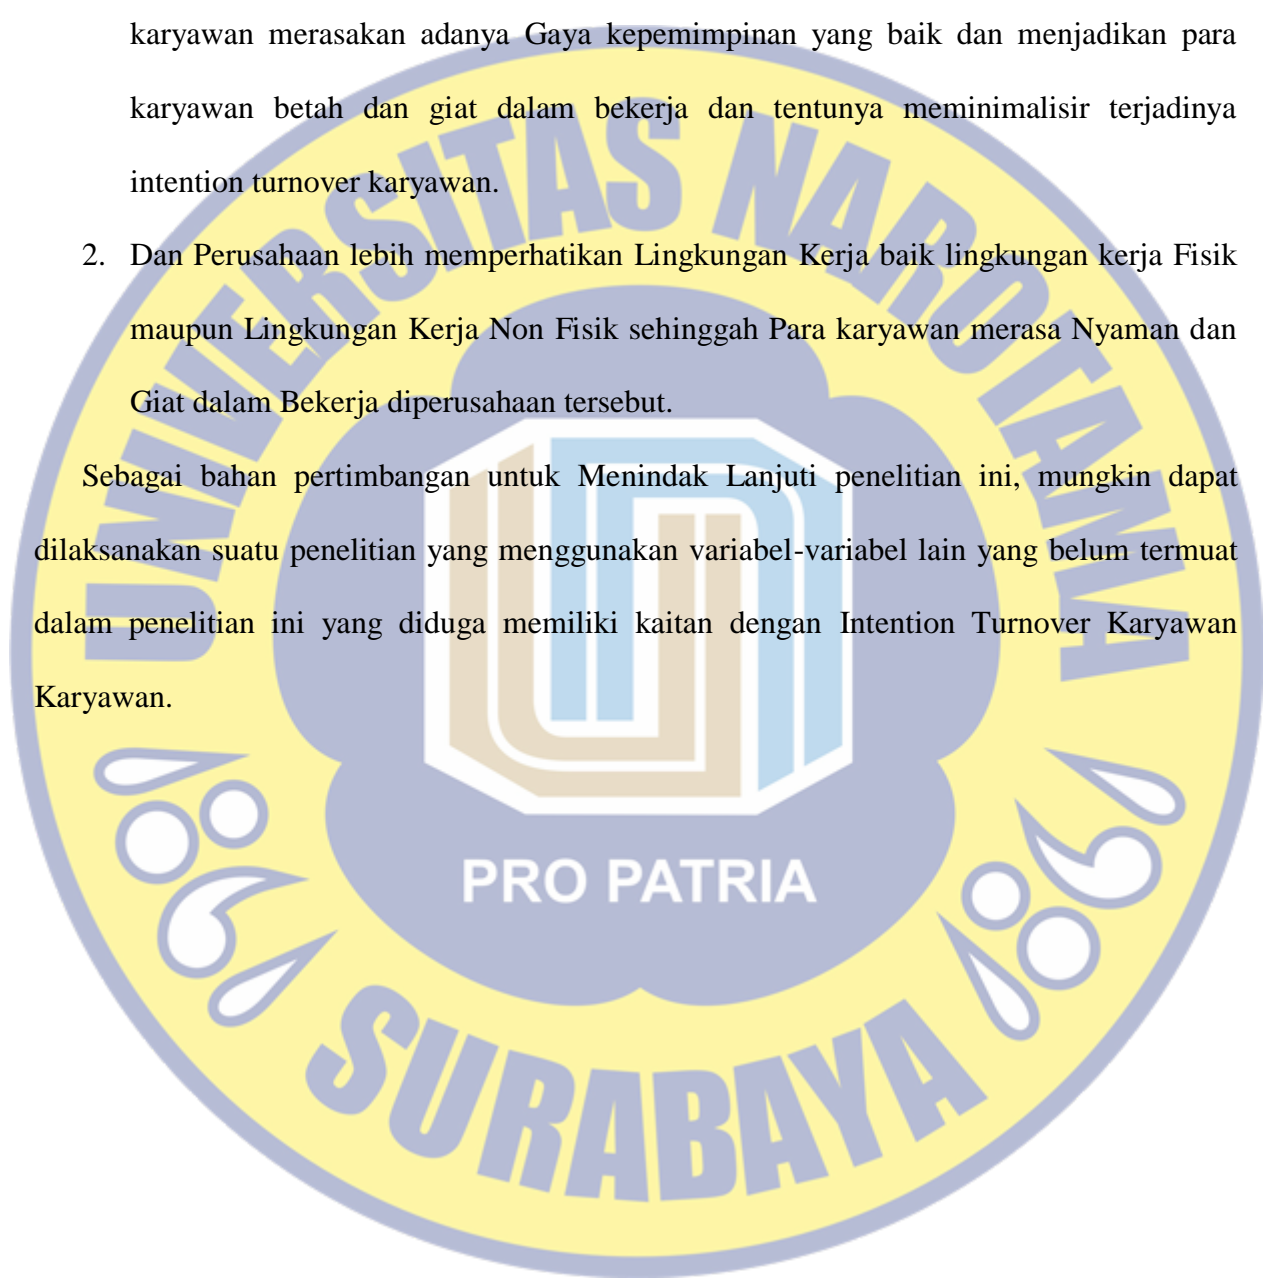 karyawan merasakan adanya Gaya kepemimpinan yang baik dan menjadikan para
karyawan betah dan giat dalam bekerja dan tentunya meminimalisir terjadinya
intention turnover karyawan.
2. Dan Perusahaan lebih memperhatikan Lingkungan Kerja baik lingkungan kerja Fisik
maupun Lingkungan Kerja Non Fisik sehinggah Para karyawan merasa Nyaman dan
Giat dalam Bekerja diperusahaan tersebut.
Sebagai bahan pertimbangan untuk Menindak Lanjuti penelitian ini, mungkin dapat
dilaksanakan suatu penelitian yang menggunakan variabel-variabel lain yang belum termuat
dalam penelitian ini yang diduga memiliki kaitan dengan Intention Turnover Karyawan
Karyawan.
UNIVERSITAS NAROTAMA
PRO PATRIA
SURABAYA